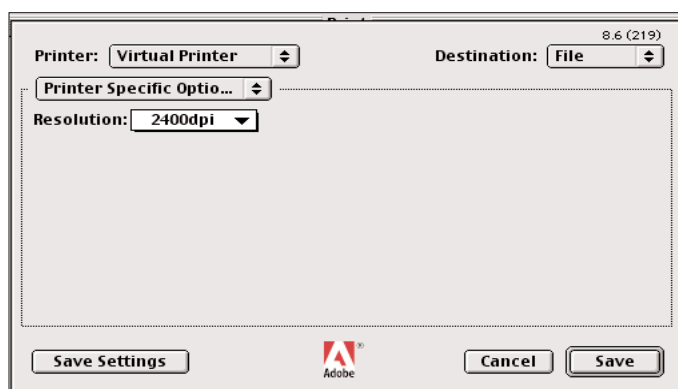 8.6 (219)
Printer: Virtual Printer Destination: File
Printer Specific Optio...
Resolution: 2400dpi
Save Settings Adobe ® Cancel Save